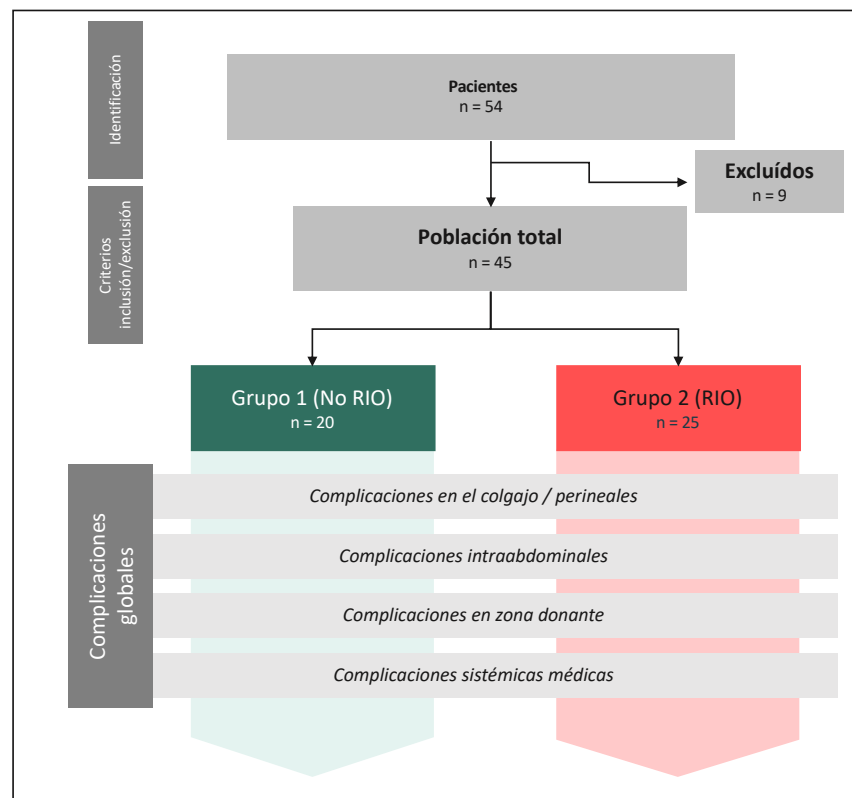 Identificación
Pacientes
n = 54
Excluídos
n = 9
Criterios
inclusión/exclusión
Población total
n = 45
Grupo 1 (No RIO)
n = 20
Grupo 2 (RIO)
n = 25
Complicaciones
globales
Complicaciones en el colgajo / perineales
Complicaciones intraabdominales
Complicaciones en zona donante
Complicaciones sistémicas médicas